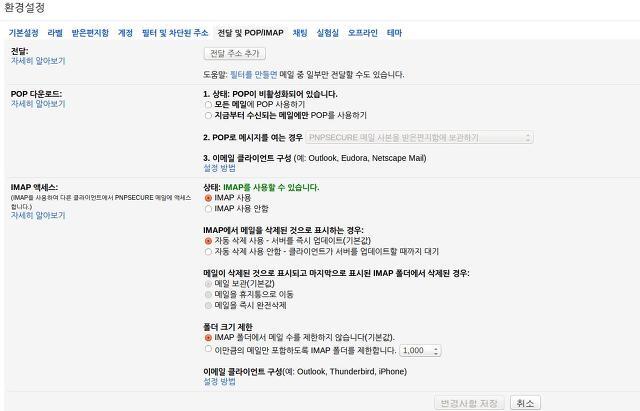 환경설정
기본설정 라벨 받은편지함 계정 필터 및 차단된 주소 전달 및 POP/IMAP 채팅 실험실 오프라인 테마
전달:
자세히 알아보기
전달 주소 추가
도움말: 필터를 만들면 메일 중 일부만 전달할 수도 있습니다.
POP 다운로드:
자세히 알아보기
1. 상태: POP이 비활성화되어 있습니다.
모든 메일에 POP 사용하기
지금부터 수신되는 메일에만 POP를 사용하기
2. POP로 메시지를 여는 경우 PNPSECURE 메일 사본을 받은편지함에 보관하기
3. 이메일 클라이언트 구성 (예: Outlook, Eudora, Netscape Mail)
설정 방법
IMAP 액세스:
(IMAP를 사용하여 다른 클라이언트에서 PNPSECURE 메일에 액세스
합니다.)
자세히 알아보기
상태: IMAP를 사용할 수 있습니다.
IMAP 사용
IMAP 사용 안함
IMAP에서 메일을 삭제된 것으로 표시하는 경우:
자동 삭제 사용 - 서버를 즉시 업데이트(기본값)
자동 삭제 사용 안함 - 클라이언트가 서버를 업데이트할 때까지 대기
메일이 삭제된 것으로 표시되고 마지막으로 표시된 IMAP 폴더에서 삭제된 경우:
메일 보관(기본값)
메일을 휴지통으로 이동
메일을 즉시 완전삭제
폴더 크기 제한
IMAP 폴더에서 메일 수를 제한하지 않습니다(기본값).
이만큼의 메일만 포함하도록 IMAP 폴더를 제한합니다. 1,000
이메일 클라이언트 구성(예: Outlook, Thunderbird, iPhone)
설정 방법
변경사항 저장 취소